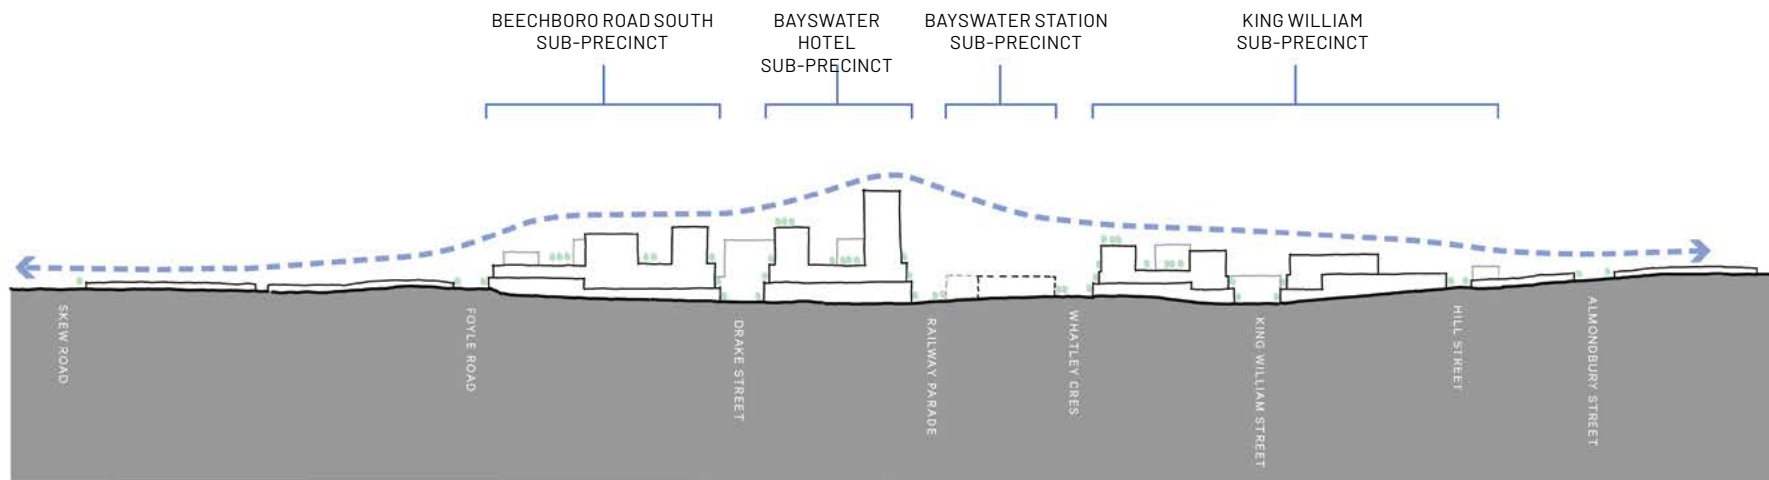 BEECHBORO ROAD SOUTH
SUB-PRECINCT
BAYSWATER
HOTEL
SUB-PRECINCT
BAYSWATER STATION
SUB-PRECINCT
KING WILLIAM
SUB-PRECINCT
SKEW ROAD
FOYLE ROAD
DRAKE STREET
RAILWAY PARADE
WHATLEY CRES
KING WILLIAM STREET
HILL STREET
ALMONDBURY STREET